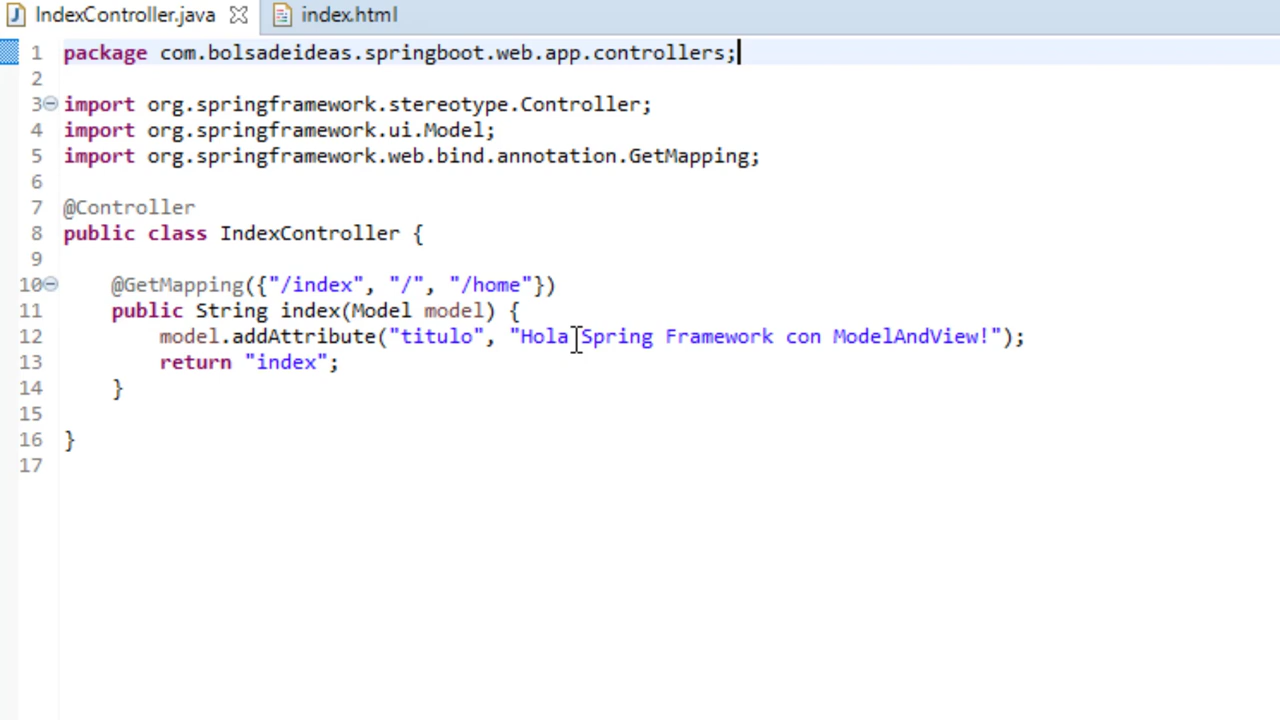 IndexController.java index.html
1 package com.bolsadeideas.springboot.web.app.controllers;
2
3 import org.springframework.stereotype.Controller;
4 import org.springframework.ui.Model;
5 import org.springframework.web.bind.annotation.GetMapping;
6
7 @Controller
8 public class IndexController {
9
10 @GetMapping({"/index", "/", "/home"})
11 public String index(Model model) {
12 model.addAttribute("titulo", "Hola Spring Framework con ModelAndView!");
13 return "index";
14 }
15
16 }
17